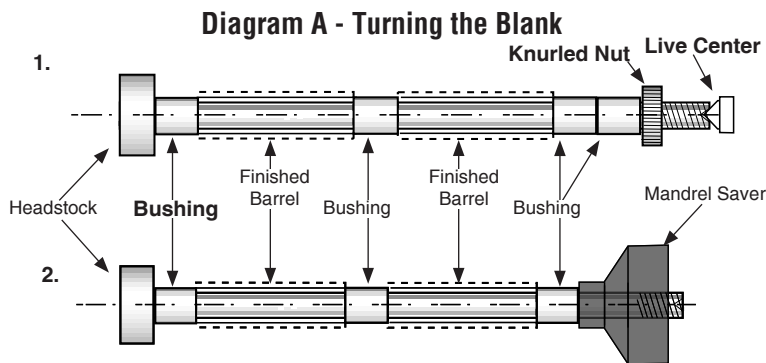 Diagram A - Turning the Blank
Knurled Nut
Live Center
1.
Headstock
Bushing
Finished
Barrel
Bushing
Finished
Barrel
Bushing
Mandrel Saver
2.